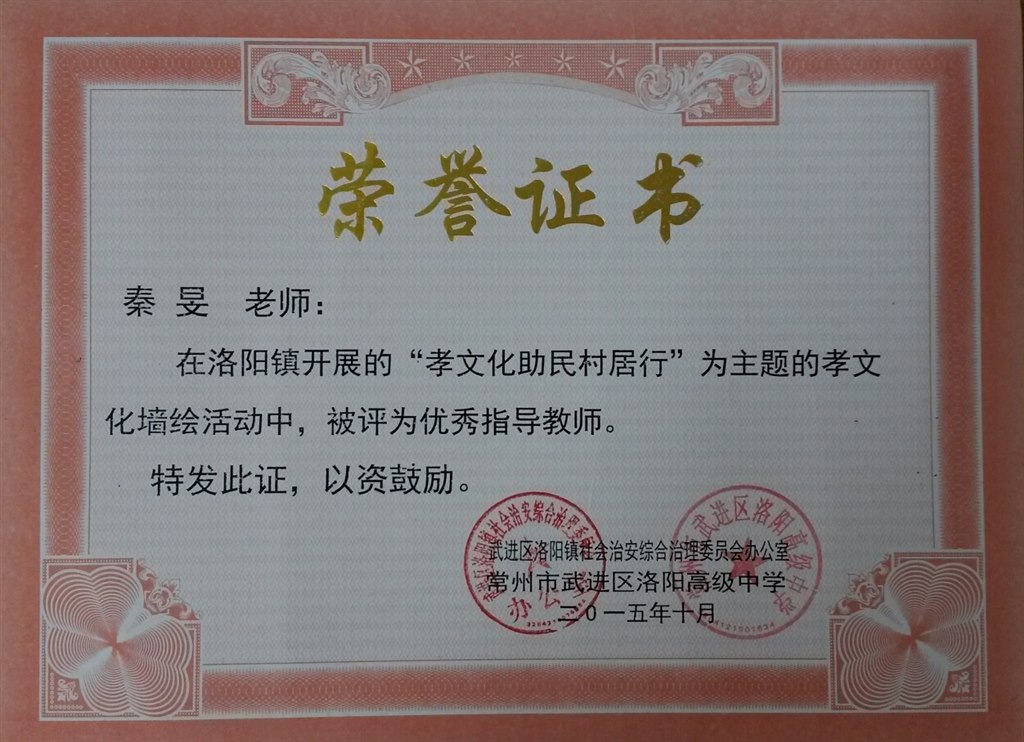 荣誉证书
秦 旻 老师：
在洛阳镇开展的“孝文化助民村居行”为主题的孝文
化墙绘活动中，被评为优秀指导教师。
特发此证，以资鼓励。
武进区洛阳镇社会治安综合治理委员会办公室
常州市武进区洛阳高级中学
二0一五年十月
办公室